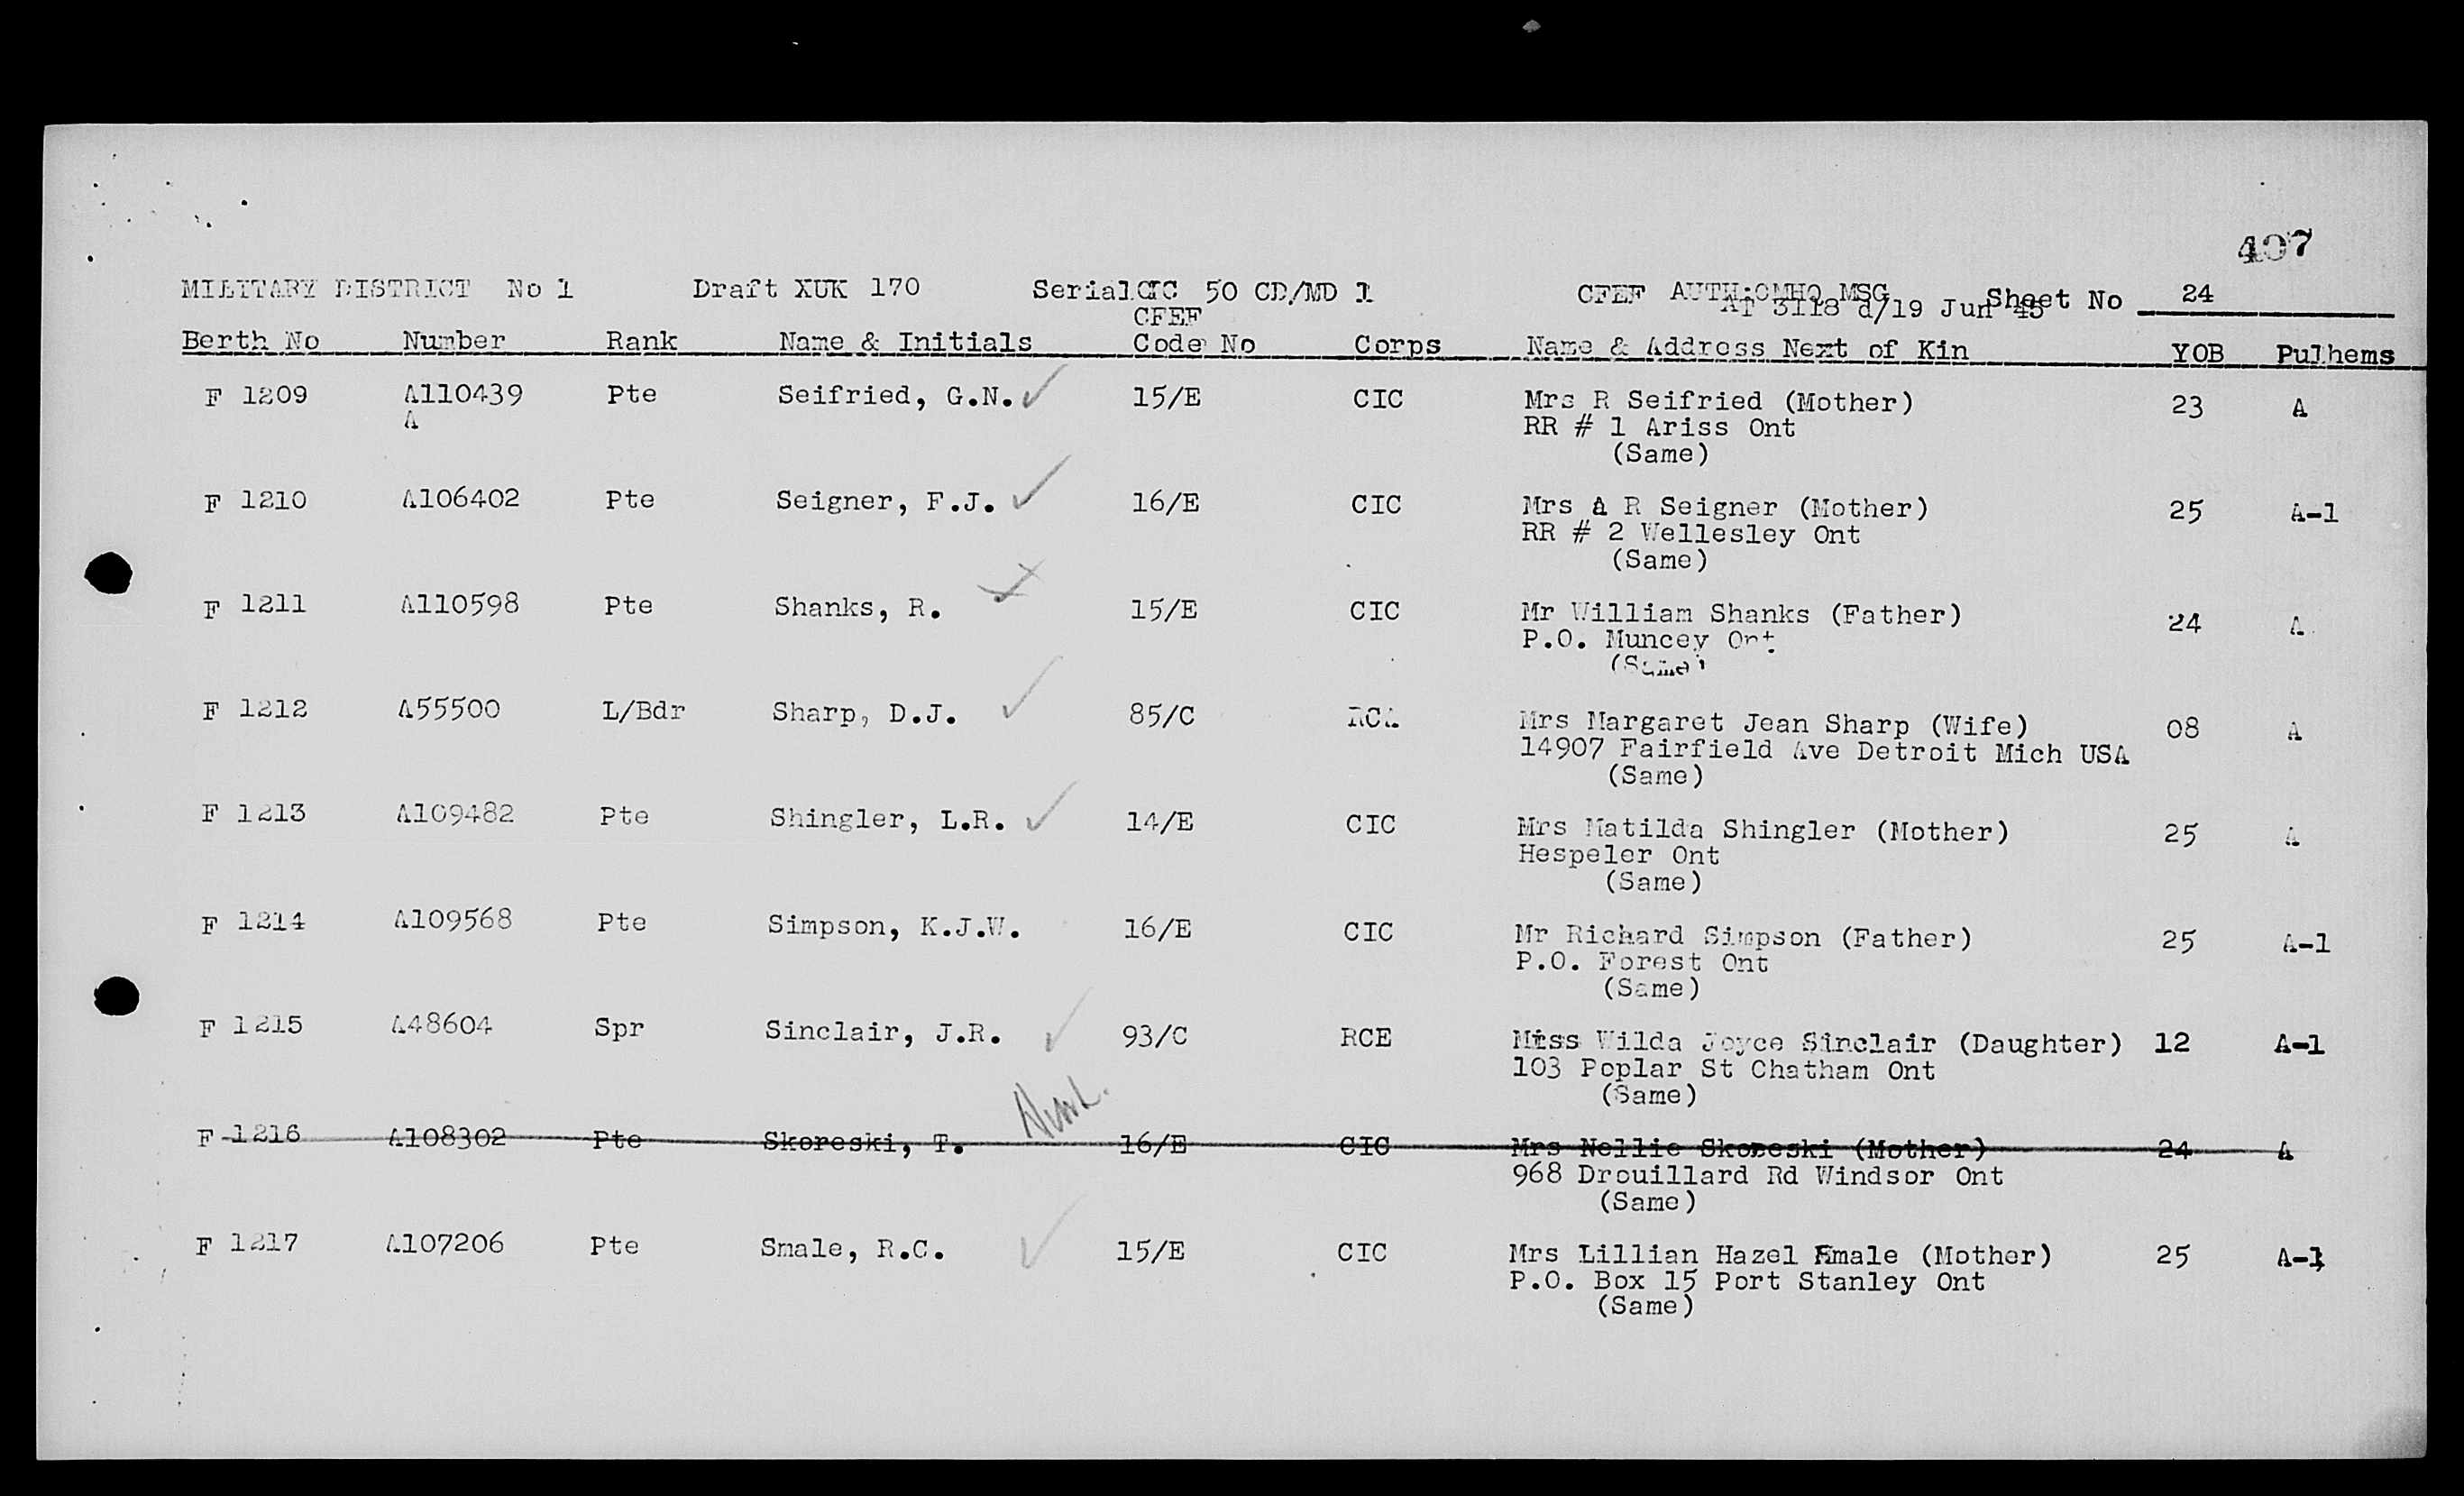 407
MILITARY DISTRICT No 1 Draft XUK 170 Serial CIC 50 CD/MD 1 CFEF AUTH:CMHQ MSG Sheet No 24
AT 3118 d/19 Jun 45
CFEF
Berth No Number Rank Name & Initials Code No Corps Name & Address Next of Kin YOB Pulhems
F 1209 A110439 Pte Seifried, G.N. 15/E CIC Mrs R Seifried (Mother) 23 A
A RR # 1 Ariss Ont
(Same)
F 1210 A106402 Pte Seigner, F.J. 16/E CIC Mrs A R Seigner (Mother) 25 A-1
RR # 2 Wellesley Ont
(Same)
F 1211 A110598 Pte Shanks, R. 15/E CIC Mr William Shanks (Father) 24 A
P.O. Muncey Ont
(Same)
F 1212 A55500 L/Bdr Sharp, D.J. 85/C RCA Mrs Margaret Jean Sharp (Wife) 08 A
14907 Fairfield Ave Detroit Mich USA
(Same)
F 1213 A109482 Pte Shingler, L.R. 14/E CIC Mrs Matilda Shingler (Mother) 25 A
Hespeler Ont
(Same)
F 1214 A109568 Pte Simpson, K.J.W. 16/E CIC Mr Richard Simpson (Father) 25 A-1
P.O. Forest Ont
(Same)
F 1215 A48604 Spr Sinclair, J.R. 93/C RCE Miss Wilda Joyce Sinclair (Daughter) 12 A-1
103 Poplar St Chatham Ont
(Same)
F 1216 A108302 Pte Skoreski, T. 16/E CIC Mrs Nellie Skoreski (Mother) 24 A
968 Drouillard Rd Windsor Ont
(Same)
F 1217 A107206 Pte Smale, R.C. 15/E CIC Mrs Lillian Hazel Smale (Mother) 25 A-1
P.O. Box 15 Port Stanley Ont
(Same)